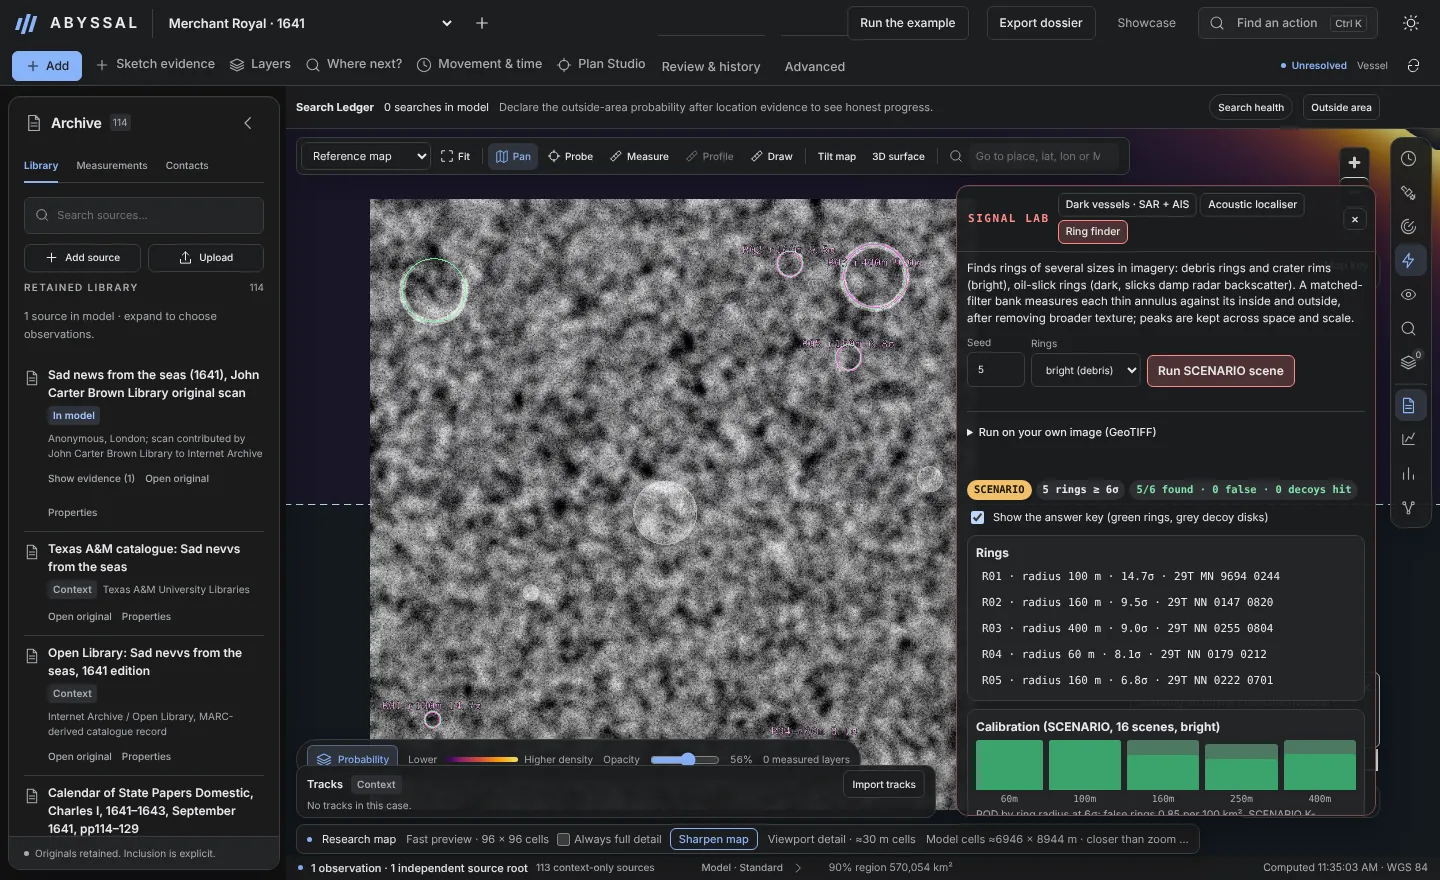 ABYSSAL
Merchant Royal · 1641
Run the example
Export dossier
Showcase
Find an action
Ctrl K
Add
Sketch evidence
Layers
Where next?
Movement & time
Plan Studio
Review & history
Advanced
Unresolved
Vessel
Archive
114
Library
Measurements
Contacts
Search sources...
Add source
Upload
RETAINED LIBRARY
114
1 source in model · expand to choose
observations.
Sad news from the seas (1641), John
Carter Brown Library original scan
In model
Anonymous, London; scan contributed by
John Carter Brown Library to Internet Archive
Show evidence (1)
Open original
Properties
Texas A&M catalogue: Sad nevvs
from the seas
Context
Texas A&M University Libraries
Open original
Properties
Open Library: Sad nevvs from the
seas, 1641 edition
Context
Internet Archive / Open Library, MARC-
derived catalogue record
Open original
Properties
Calendar of State Papers Domestic,
Charles I, 1641–1643, September
1641, pp114–129
Originals retained. Inclusion is explicit.
Search Ledger
0 searches in model
Declare the outside-area probability after location evidence to see honest progress.
Search health
Outside area
Reference map
Fit
Pan
Probe
Measure
Profile
Draw
Tilt map
3D surface
Go to place, lat, lon or M
SIGNAL LAB
Dark vessels · SAR + AIS
Acoustic localiser
Ring finder
Finds rings of several sizes in imagery: debris rings and crater rims
(bright), oil-slick rings (dark, slicks damp radar backscatter). A matched-
filter bank measures each thin annulus against its inside and outside,
after removing broader texture; peaks are kept across space and scale.
Seed
Rings
5
bright (debris)
Run SCENARIO scene
Run on your own image (GeoTIFF)
SCENARIO
5 rings ≥ 6σ
5/6 found · 0 false · 0 decoys hit
Show the answer key (green rings, grey decoy disks)
Rings
R01 · radius 100 m · 14.7σ · 29T MN 9694 0244
R02 · radius 160 m · 9.5σ · 29T NN 0147 0820
R03 · radius 400 m · 9.0σ · 29T NN 0255 0804
R04 · radius 60 m · 8.1σ · 29T NN 0179 0212
R05 · radius 160 m · 6.8σ · 29T NN 0222 0701
Calibration (SCENARIO, 16 scenes, bright)
60m
100m
160m
250m
400m
POD by ring radius at 6σ; false rings 0.85 per 100 km². SCENARIO K-
0
Probability
Lower
Higher density
Opacity
56%
0 measured layers
Tracks
Context
Import tracks
No tracks in this case.
Research map
Fast preview · 96 × 96 cells
Always full detail
Sharpen map
Viewport detail · ≈30 m cells
Model cells ≈6946 × 8944 m · closer than zoom ...
1 observation · 1 independent source root
113 context-only sources
Model · Standard
90% region 570,054 km²
Computed 11:35:03 AM · WGS 84